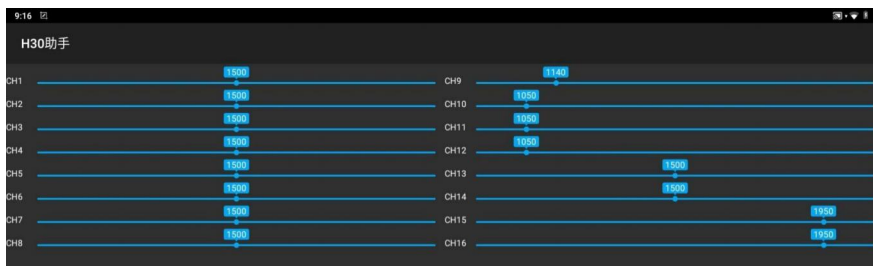 9:16
H30助手
CH1 1500 CH9 1140
CH2 1500 CH10 1050
CH3 1500 CH11 1050
CH4 1500 CH12 1050
CH5 1500 CH13 1500
CH6 1500 CH14 1500
CH7 1500 CH15 1950
CH8 1500 CH16 1950